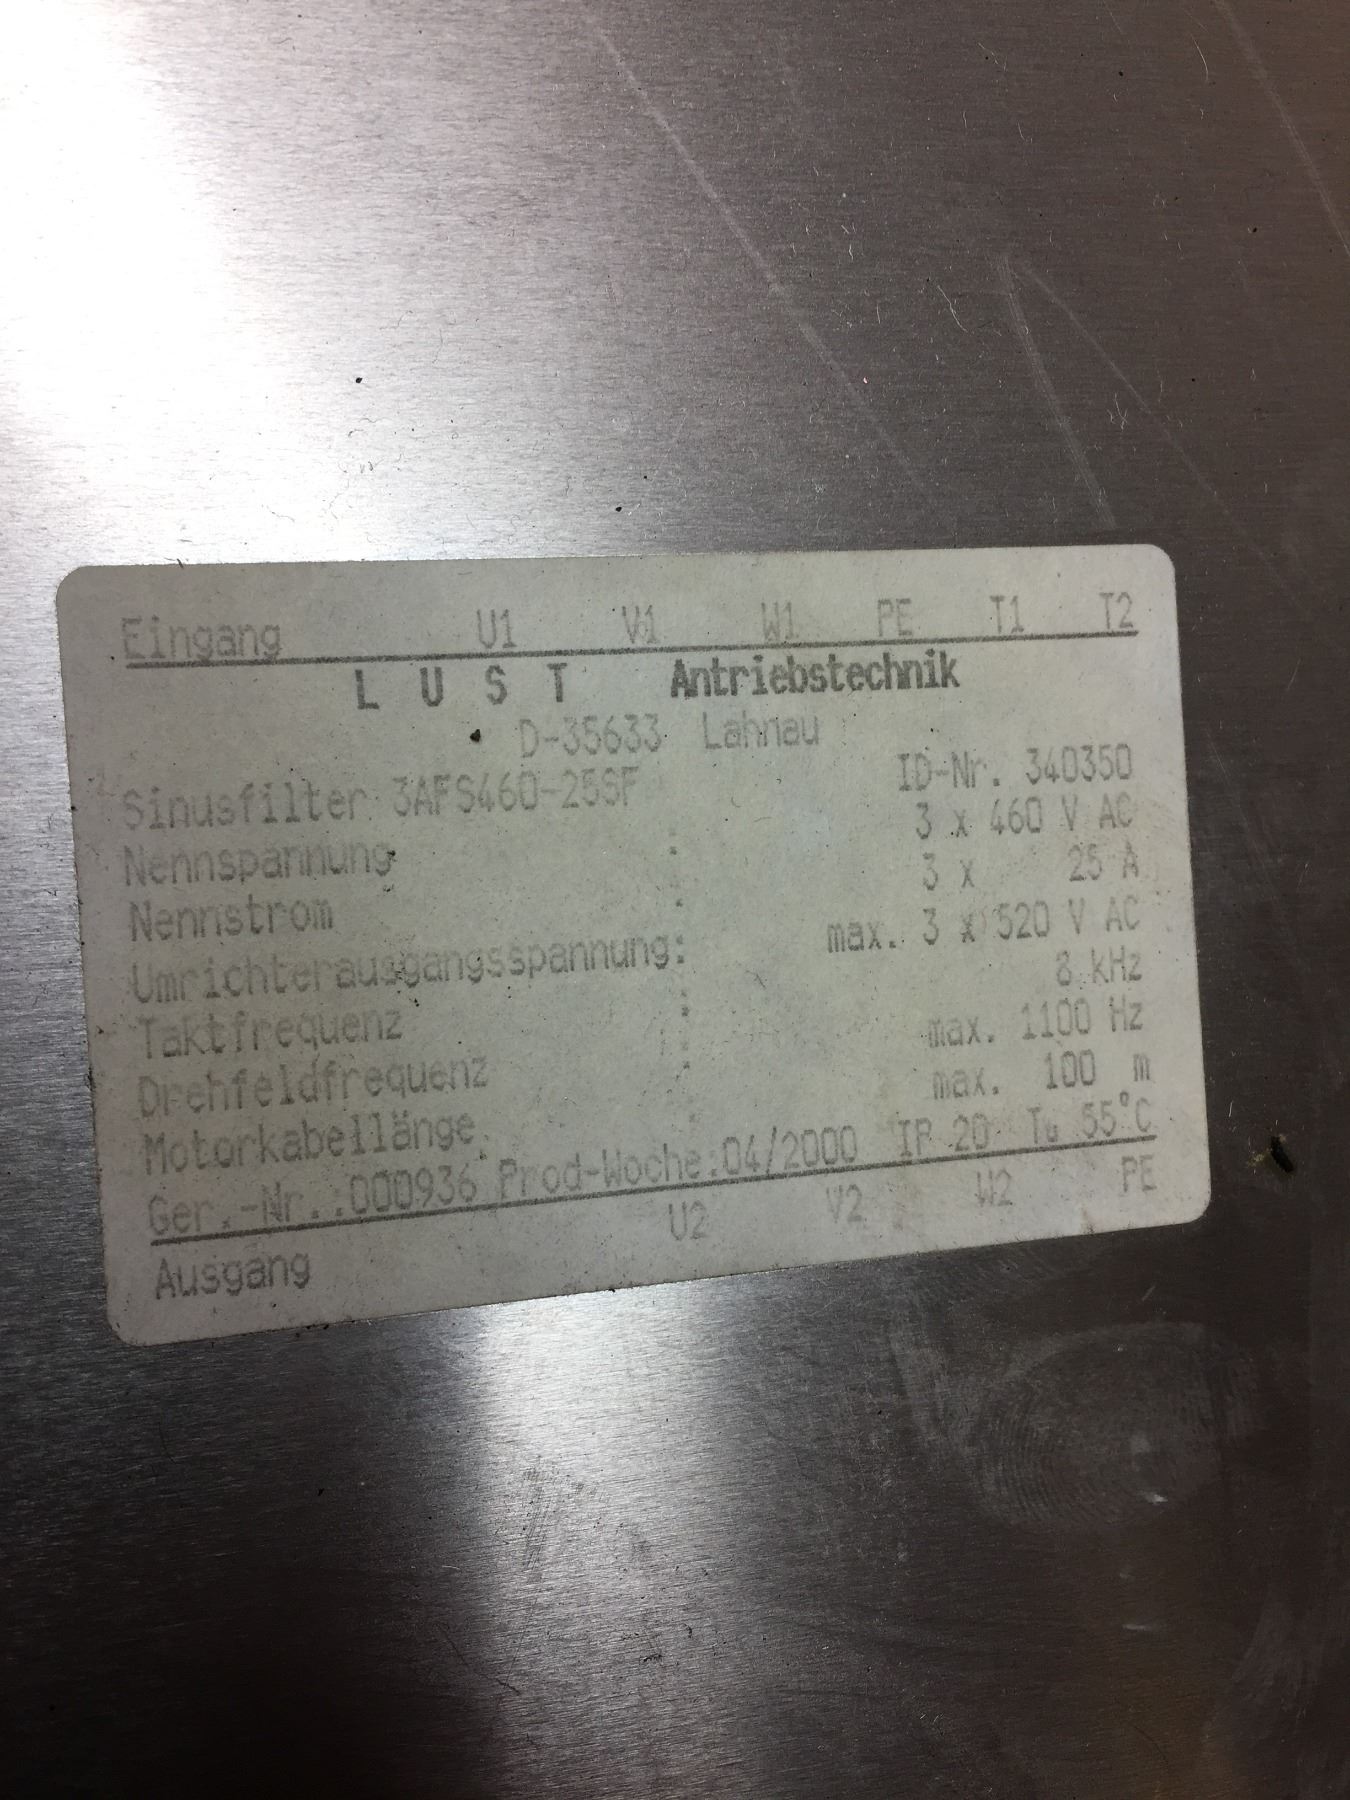 Eingang U1 V1 W1 PE T1 T2
L U S T Antriebstechnik
D-35633 Lahnau
Sinusfilter 3AFS460-25SF ID-Nr. 340350
Nennspannung : 3 x 460 V AC
Nennstrom : 3 x 25 A
Umrichterausgangsspannung: max. 3 x 520 V AC
Taktfrequenz : 8 kHz
Drehfeldfrequenz : max. 1100 Hz
Motorkabellänge : max. 100 m
Ger.-Nr.:000936 Prod-Woche:04/2000 IP 20 Tu 55°C
Ausgang U2 V2 W2 PE